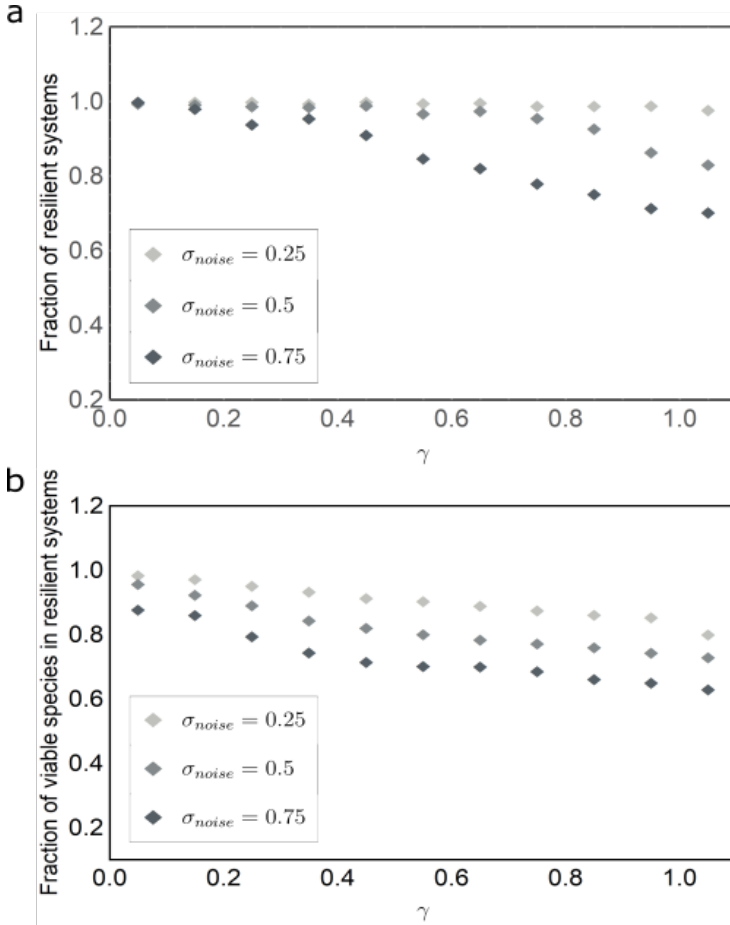 a
Fraction of resilient systems
1.2
1.0
0.8
0.6
0.4
0.2
σnoise = 0.25
σnoise = 0.5
σnoise = 0.75
0.0 0.2 0.4 0.6 0.8 1.0
γ
b
Fraction of viable species in resilient systems
1.2
1.0
0.8
0.6
0.4
0.2
σnoise = 0.25
σnoise = 0.5
σnoise = 0.75
0.0 0.2 0.4 0.6 0.8 1.0
γ